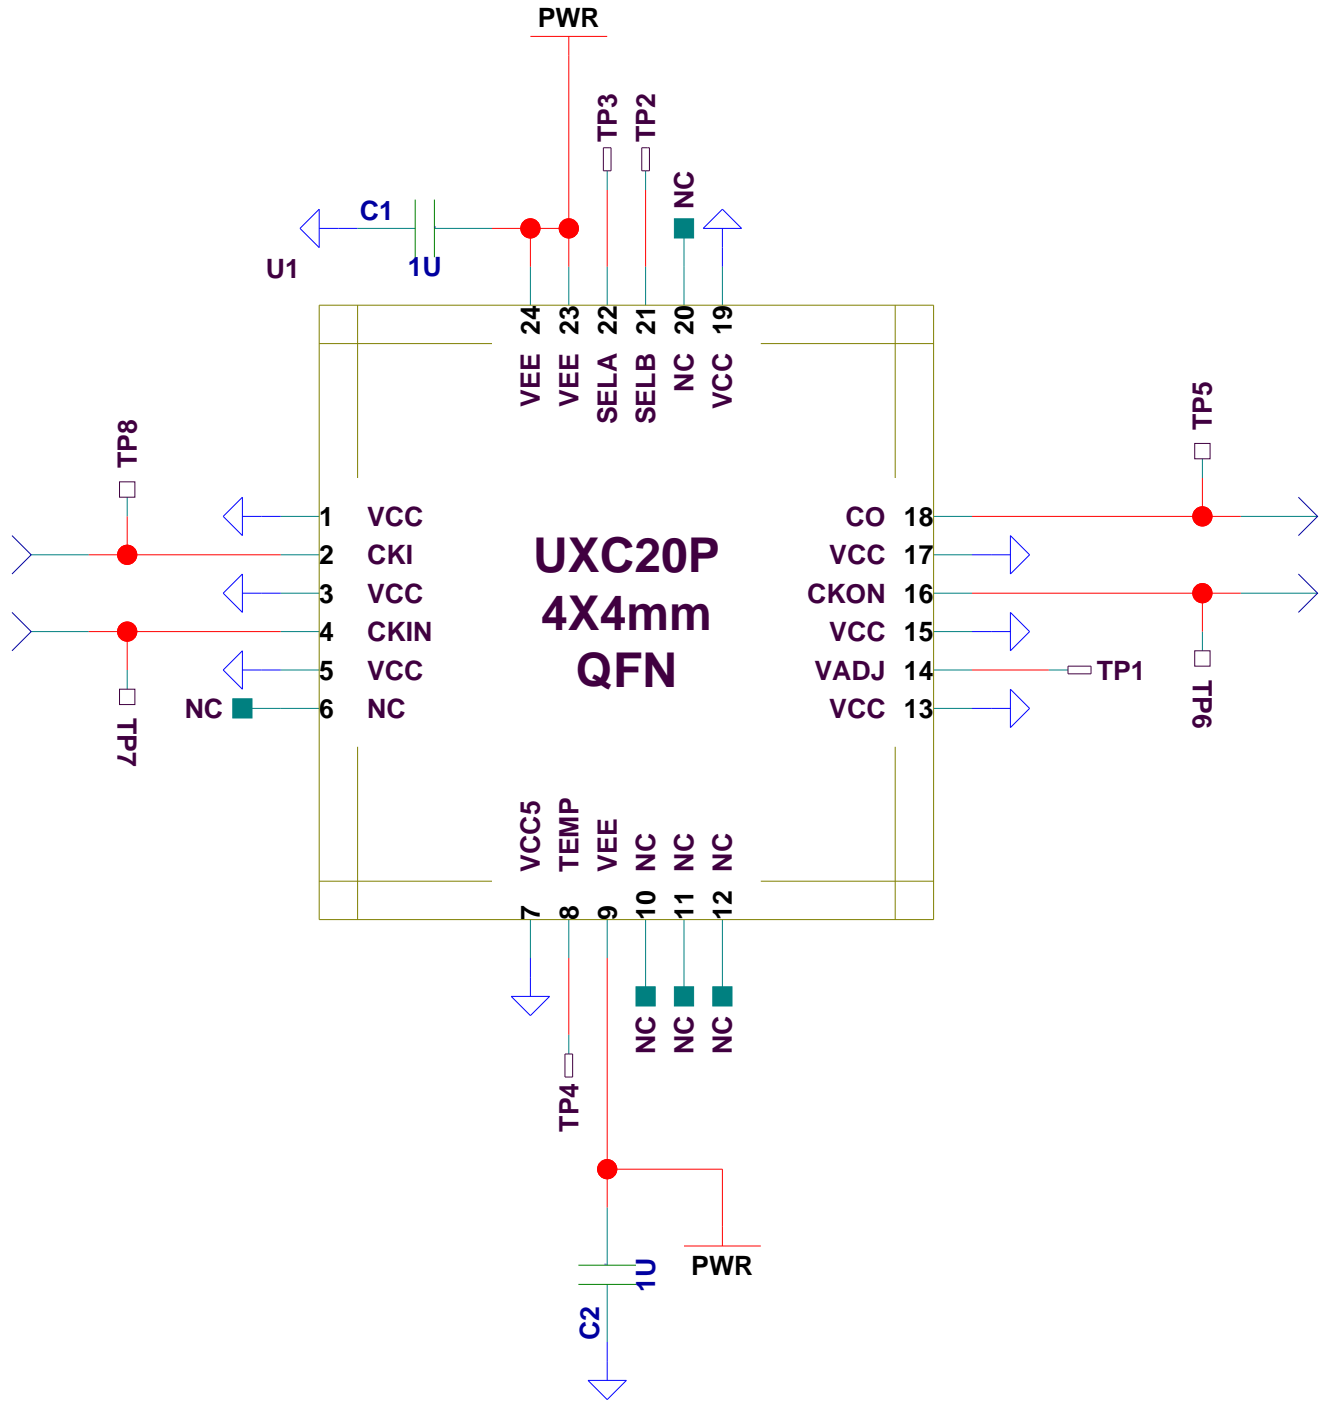 PWR
TP3
TP2
NC
C1
1U
U1
24
23
22
21
20
19
VEE
VEE
SELA
SELB
NC
VCC
TP8
TP5
1 VCC
2 CKI
3 VCC
4 CKIN
5 VCC
NC 6 NC
TP7
UXC20P
4X4mm
QFN
CO 18
VCC 17
CKON 16
VCC 15
VADJ 14 TP1
VCC 13
TP6
VCC5
TEMP
VEE
NC
NC
NC
7
8
9
10
11
12
NC
NC
NC
TP4
PWR
1U
C2